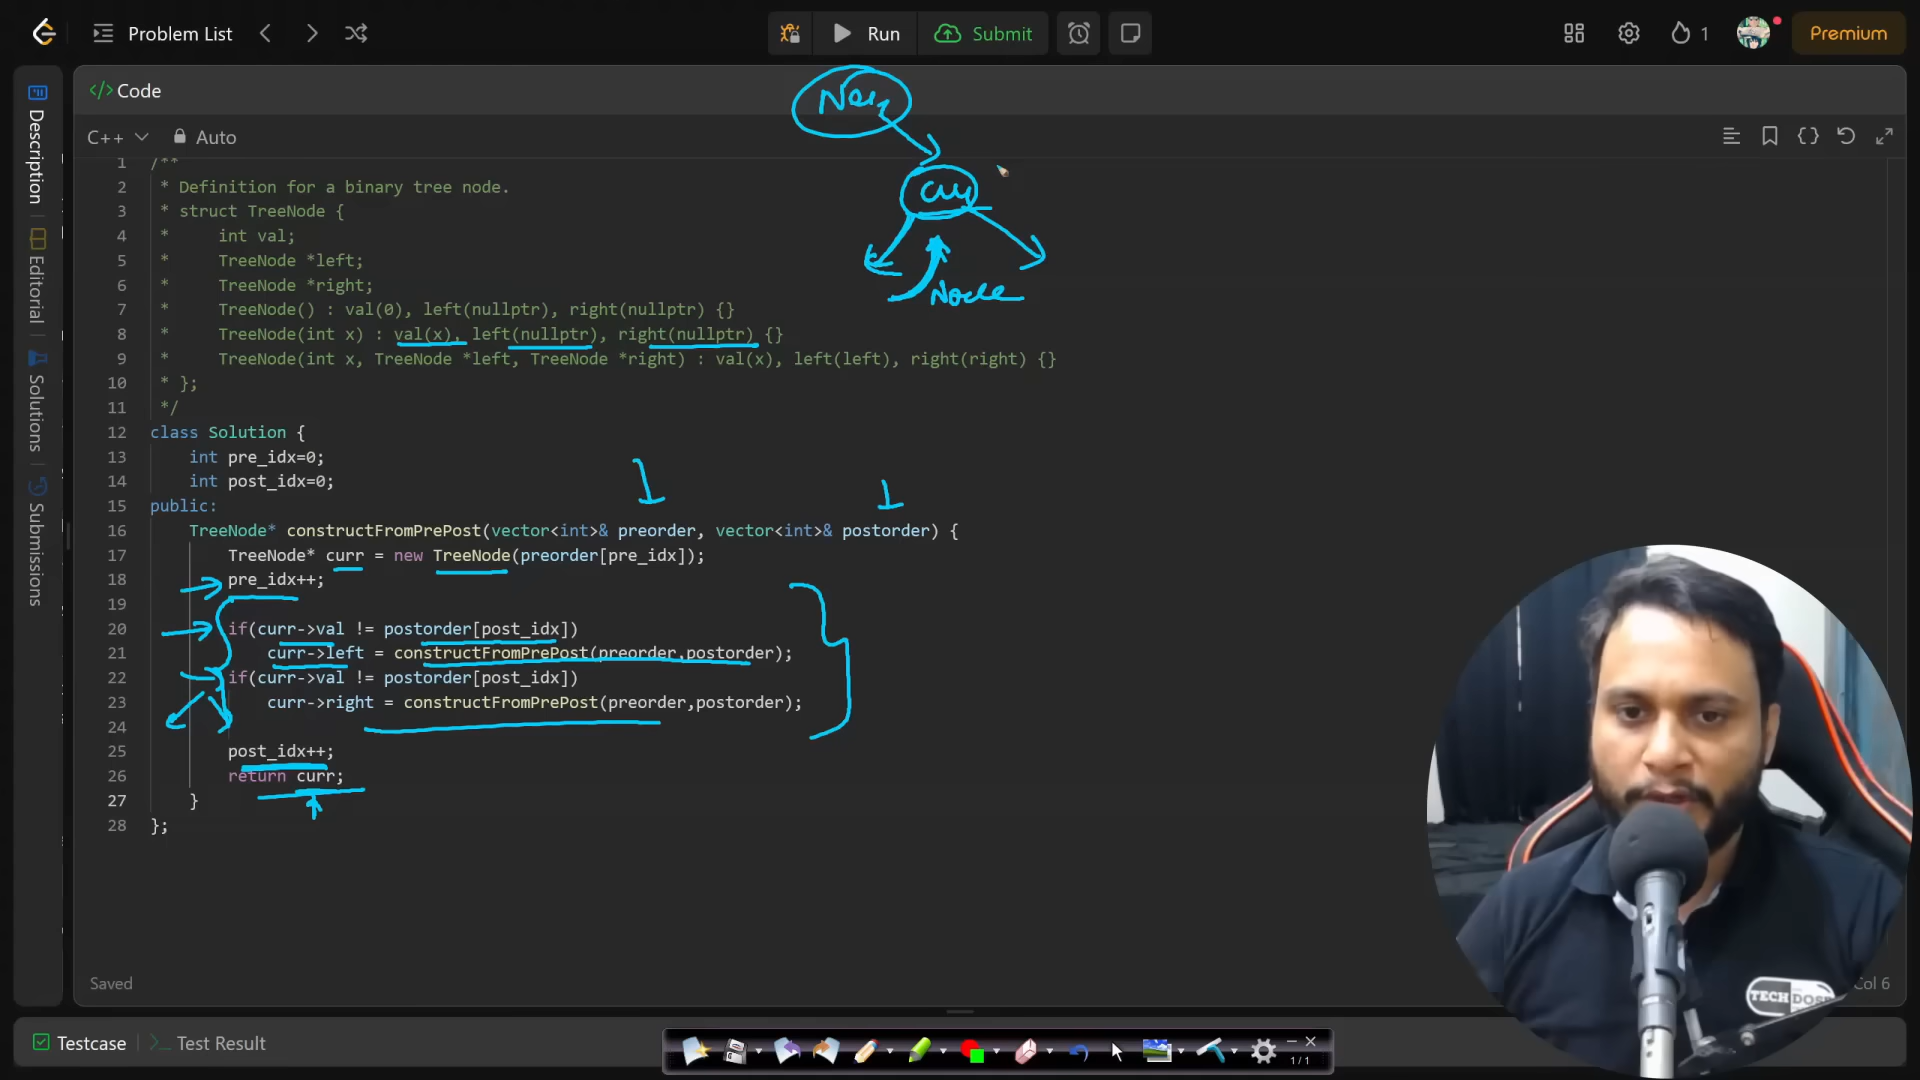 Problem List
Run
Submit
1
Premium
</> Code
C++
Auto
Description
Editorial
Solutions
Submissions
1 /**
2 * Definition for a binary tree node.
3 * struct TreeNode {
4 *     int val;
5 *     TreeNode *left;
6 *     TreeNode *right;
7 *     TreeNode() : val(0), left(nullptr), right(nullptr) {}
8 *     TreeNode(int x) : val(x), left(nullptr), right(nullptr) {}
9 *     TreeNode(int x, TreeNode *left, TreeNode *right) : val(x), left(left), right(right) {}
10 * };
11 */
12 class Solution {
13     int pre_idx=0;
14     int post_idx=0;
15 public:
16     TreeNode* constructFromPrePost(vector<int>& preorder, vector<int>& postorder) {
17         TreeNode* curr = new TreeNode(preorder[pre_idx]);
18         pre_idx++;
19
20         if(curr->val != postorder[post_idx])
21             curr->left = constructFromPrePost(preorder,postorder);
22         if(curr->val != postorder[post_idx])
23             curr->right = constructFromPrePost(preorder,postorder);
24
25         post_idx++;
26         return curr;
27     }
28 };
Node
Saved
Col 6
TECH DOSE
Testcase
Test Result
1/1